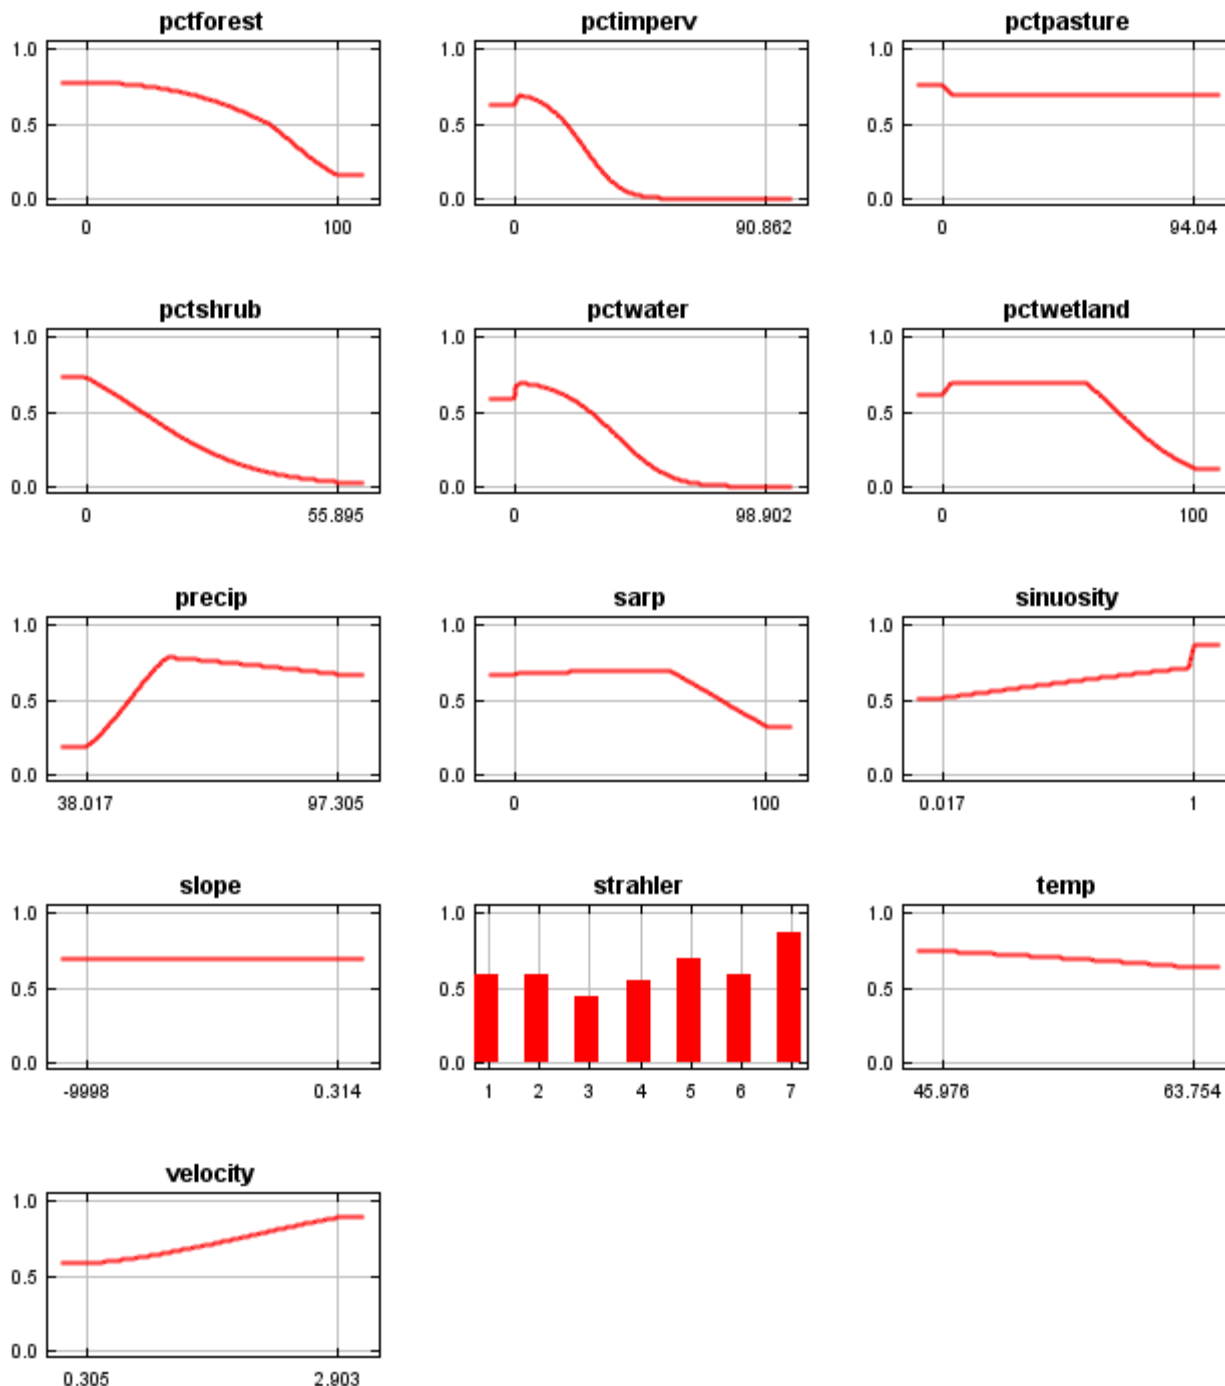 pctforest pctimperv pctpasture
1.0 1.0 1.0
0.5 0.5 0.5
0.0 0.0 0.0
0 100 0 90.862 0 94.04
pctshrub pctwater pctwetland
1.0 1.0 1.0
0.5 0.5 0.5
0.0 0.0 0.0
0 55.895 0 98.902 0 100
precip sarp sinuosity
1.0 1.0 1.0
0.5 0.5 0.5
0.0 0.0 0.0
38.017 97.305 0 100 0.017 1
slope strahler temp
1.0 1.0 1.0
0.5 0.5 0.5
0.0 0.0 0.0
-9998 0.314 1 2 3 4 5 6 7 45.976 63.754
velocity
1.0
0.5
0.0
0.305 2.903